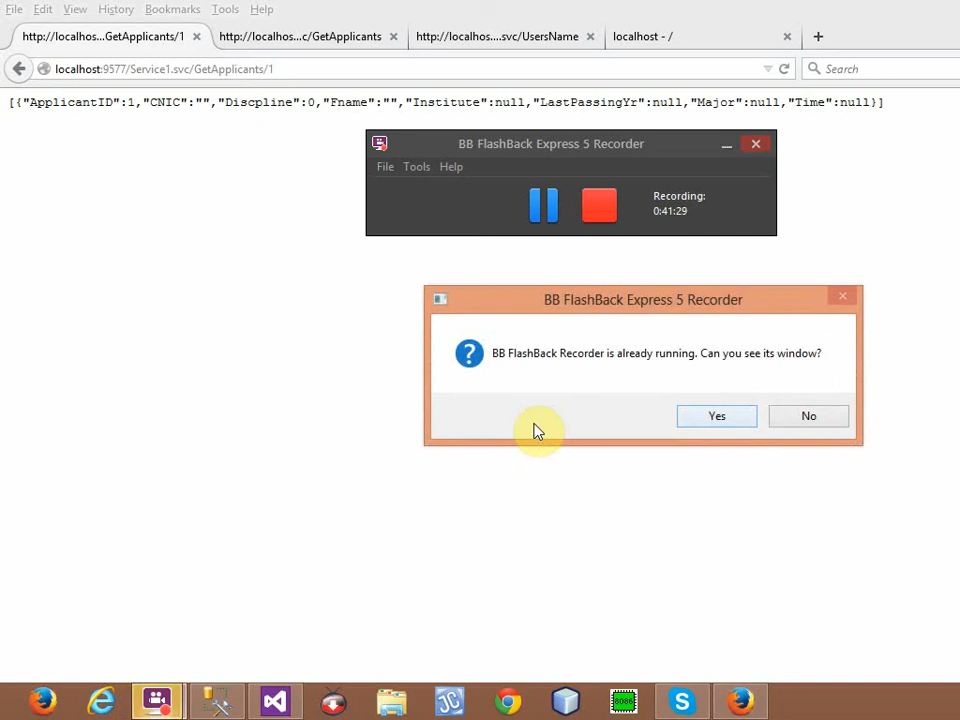 File Edit View History Bookmarks Tools Help
http://localhos...GetApplicants/1 http://localhos...c/GetApplicants http://localhos....svc/UsersName localhost - /
localhost:9577/Service1.svc/GetApplicants/1 Search
[{"ApplicantID":1,"CNIC":"","Discpline":0,"Fname":"","Institute":null,"LastPassingYr":null,"Major":null,"Time":null}]
BB FlashBack Express 5 Recorder
File Tools Help
Recording:
0:41:29
BB FlashBack Express 5 Recorder
BB FlashBack Recorder is already running. Can you see its window?
Yes No
JC
8086